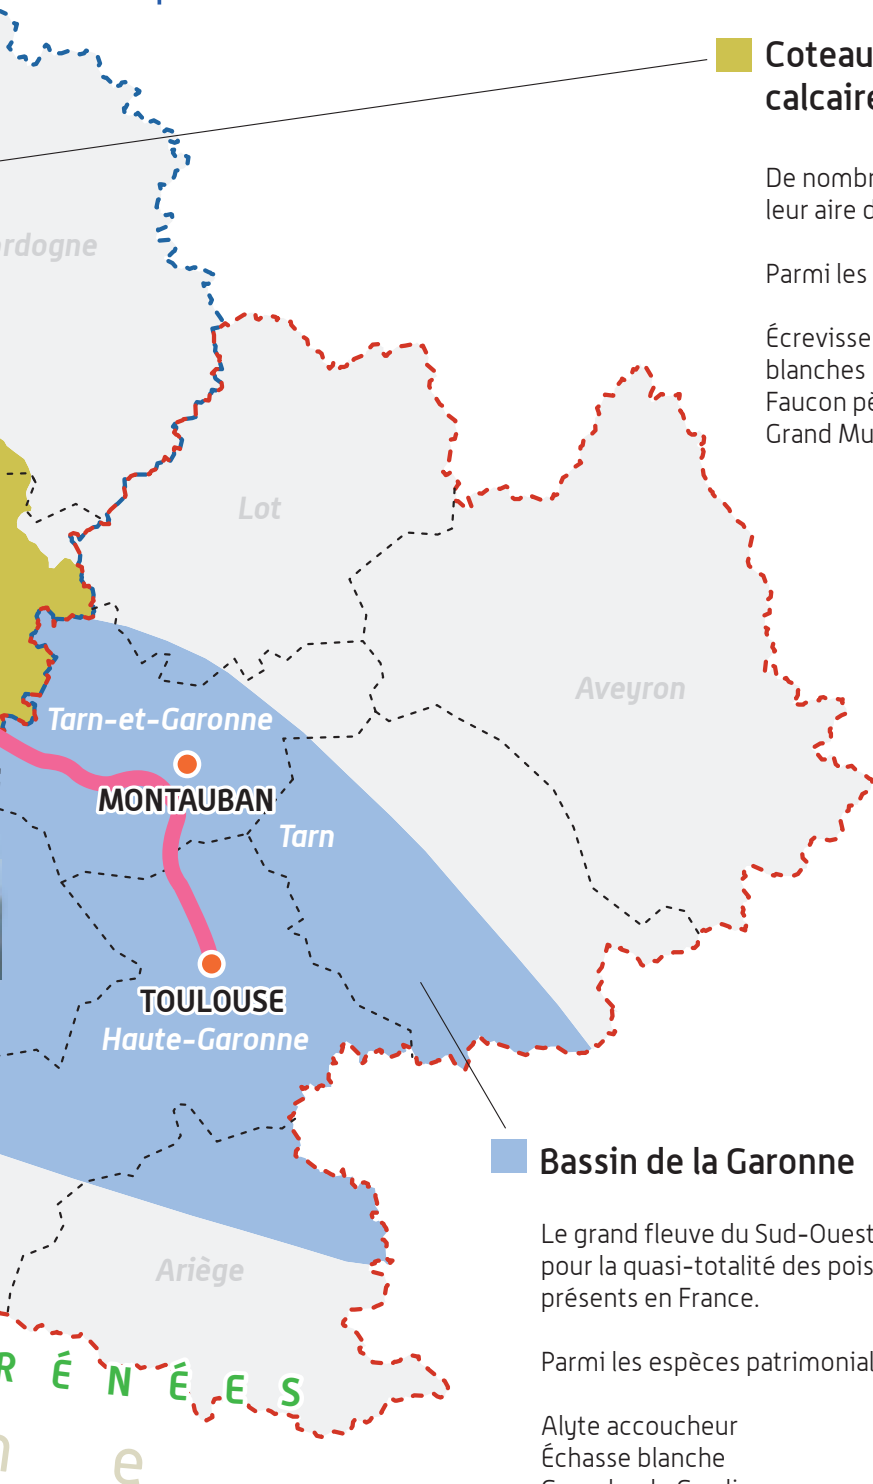 Coteau
calcaire
De nombr
leur aire d
Parmi les
Écrevisse
blanches
Faucon pè
Grand Mu
rdogne
Lot
Aveyron
Tarn-et-Garonne
MONTAUBAN
Tarn
TOULOUSE
Haute-Garonne
Bassin de la Garonne
Le grand fleuve du Sud-Ouest
pour la quasi-totalité des pois
présents en France.
Parmi les espèces patrimonial
Alyte accoucheur
Échasse blanche
Ariège
R É N É E S
e